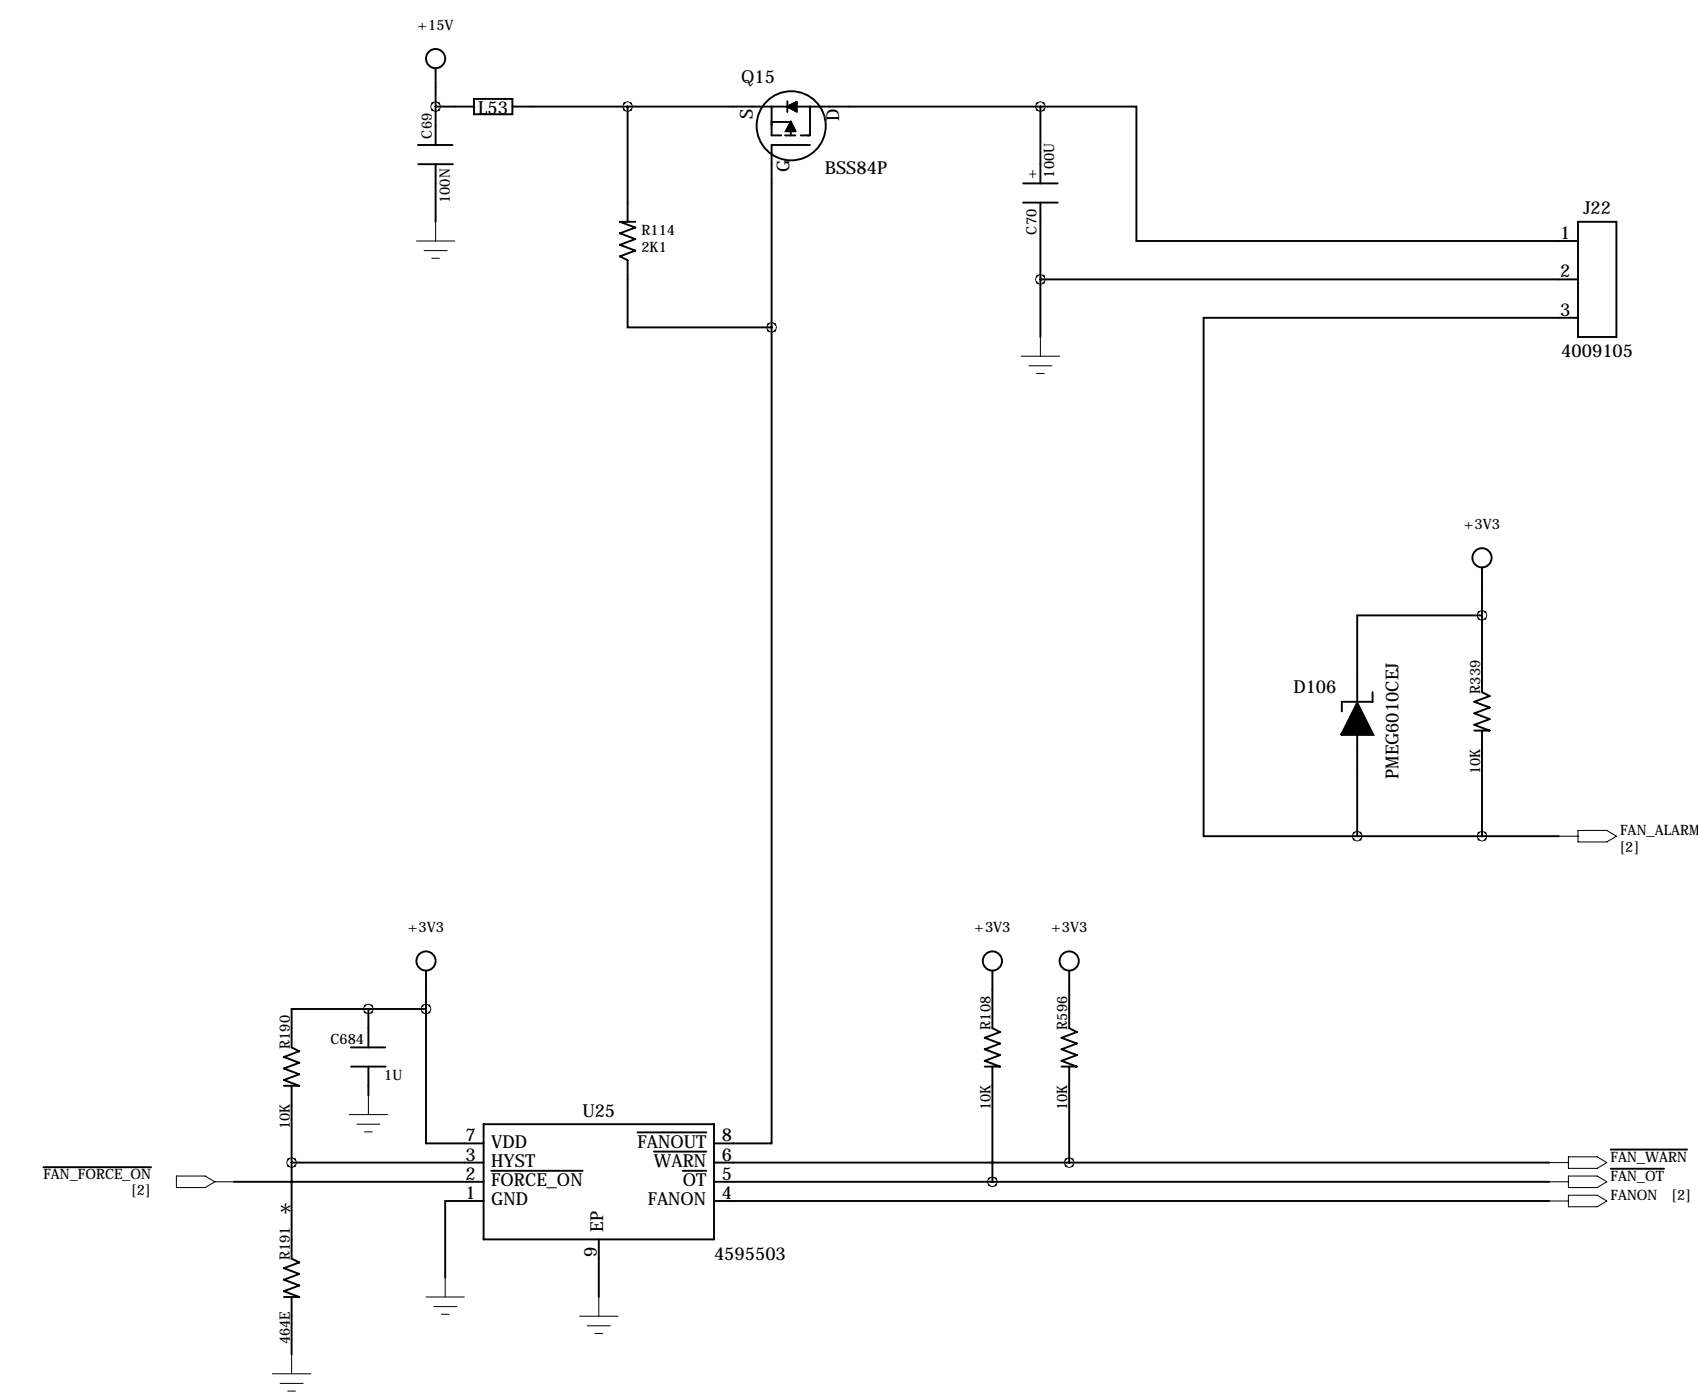 +15V
Q15
L53
C69
100N
S
D
G
BSS84P
+
100U
C70
R114
2K1
J22
1
2
3
4009105
+3V3
D106
PMEG6010CEJ
R339
10K
FAN_ALARM
[2]
+3V3
+3V3
+3V3
R190
10K
C684
1U
R108
10K
R596
10K
U25
7 VDD
3 HYST
2 FORCE_ON
1 GND
FANOUT 8
WARN 6
OT 5
FANON 4
EP
9
4595503
FAN_FORCE_ON
[2]
FAN_WARN
FAN_OT
FANON [2]
*
R191
464E